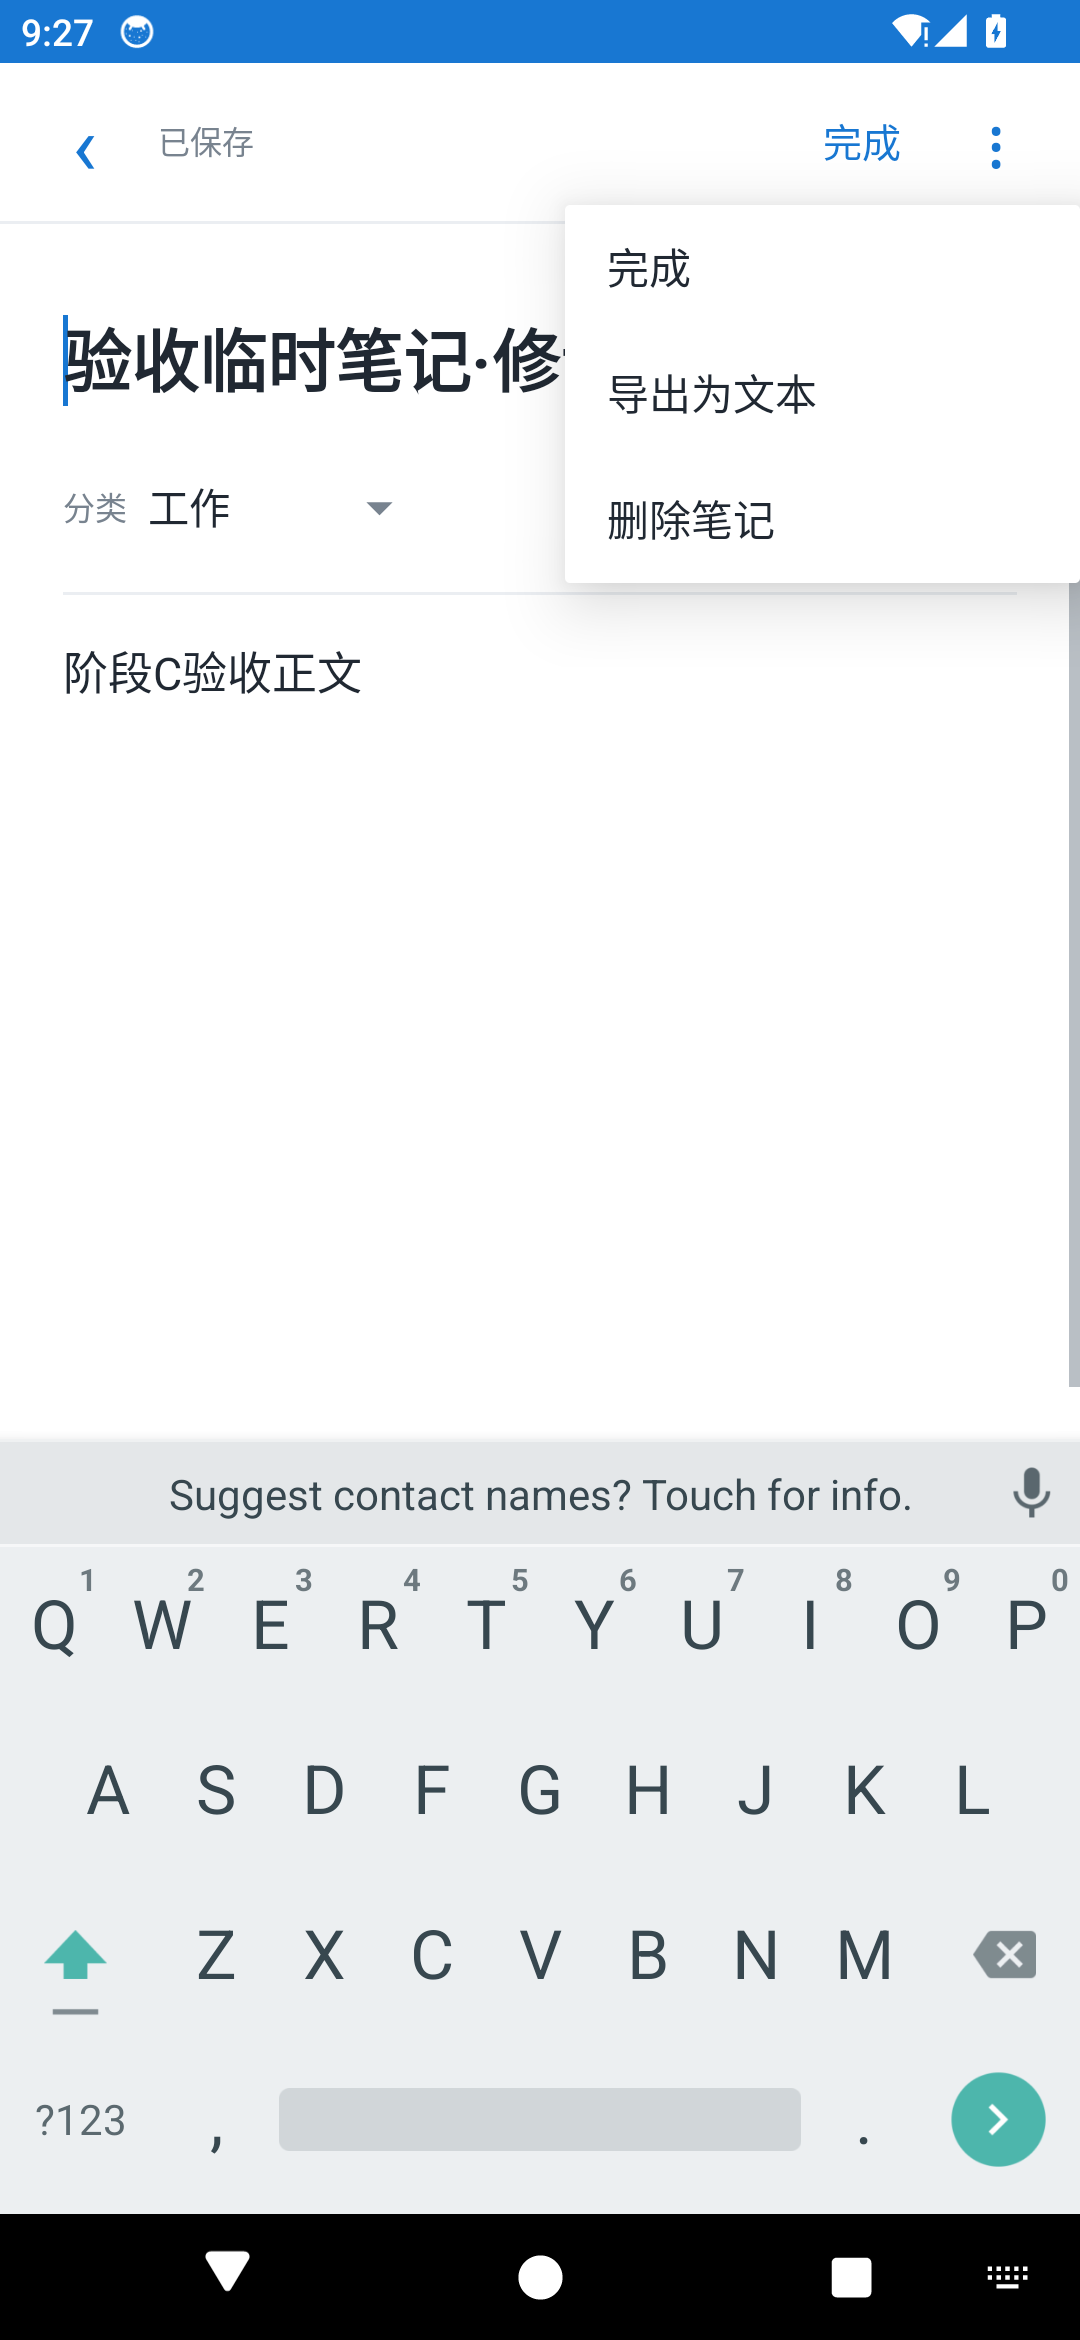 9:27
已保存
完成
完成
导出为文本
删除笔记
验收临时笔记·修
分类 工作
阶段C验收正文
Suggest contact names? Touch for info.
1 2 3 4 5 6 7 8 9 0
Q W E R T Y U I O P
A S D F G H J K L
Z X C V B N M
?123 , .